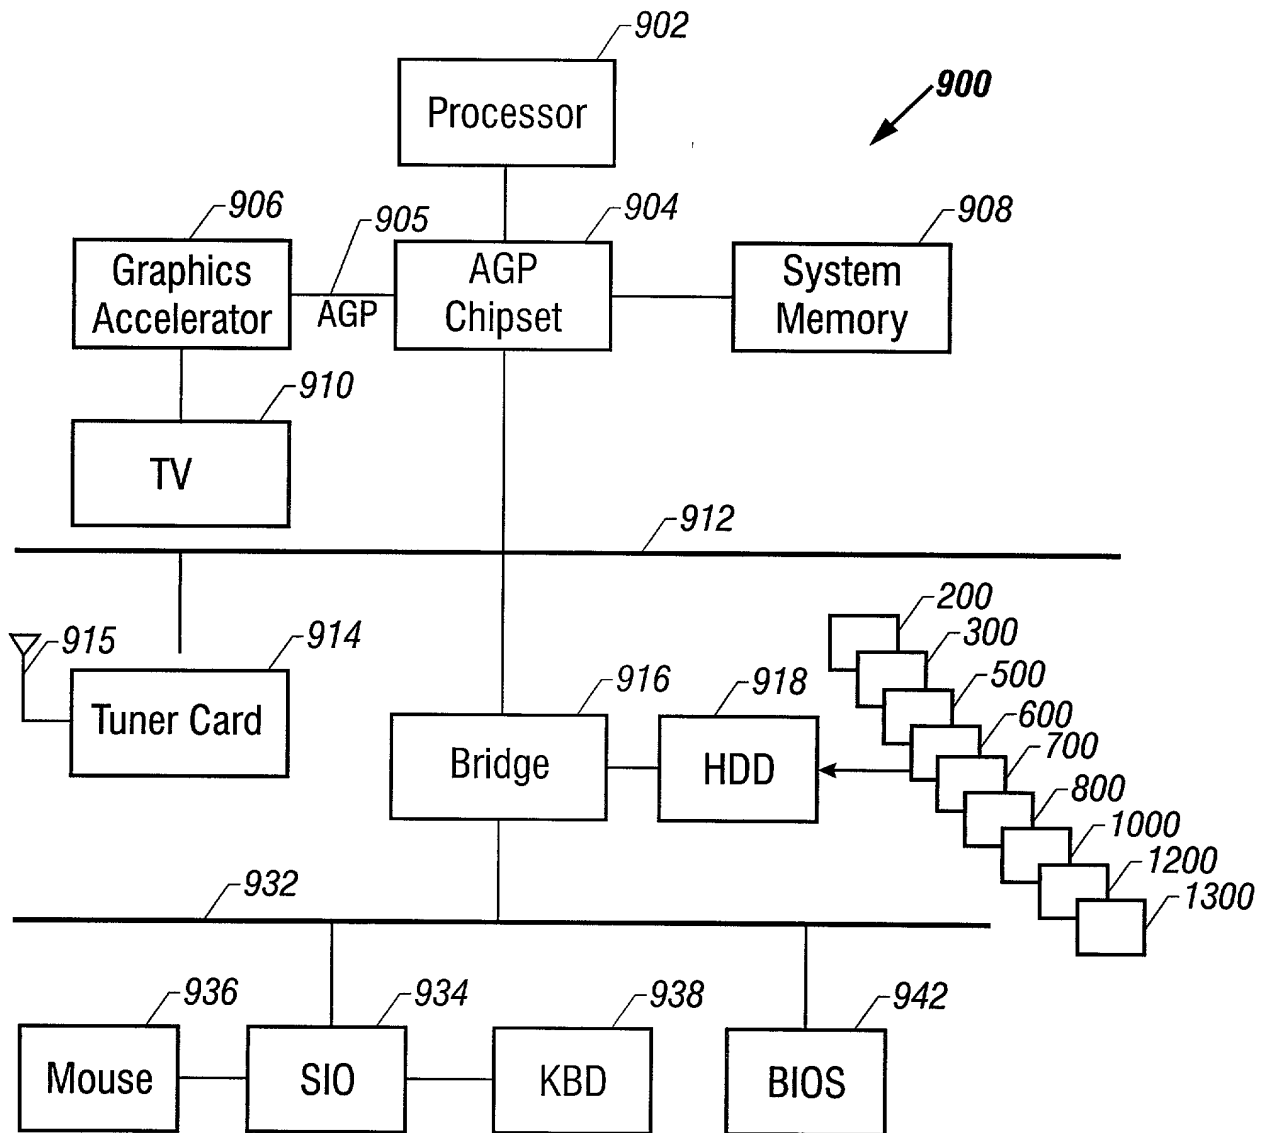 902
Processor
900
906
905
904
908
Graphics
Accelerator
AGP
AGP
Chipset
System
Memory
910
TV
912
915
914
Tuner Card
916
Bridge
918
HDD
200
300
500
600
700
800
1000
1200
1300
932
936
Mouse
934
SIO
938
KBD
942
BIOS